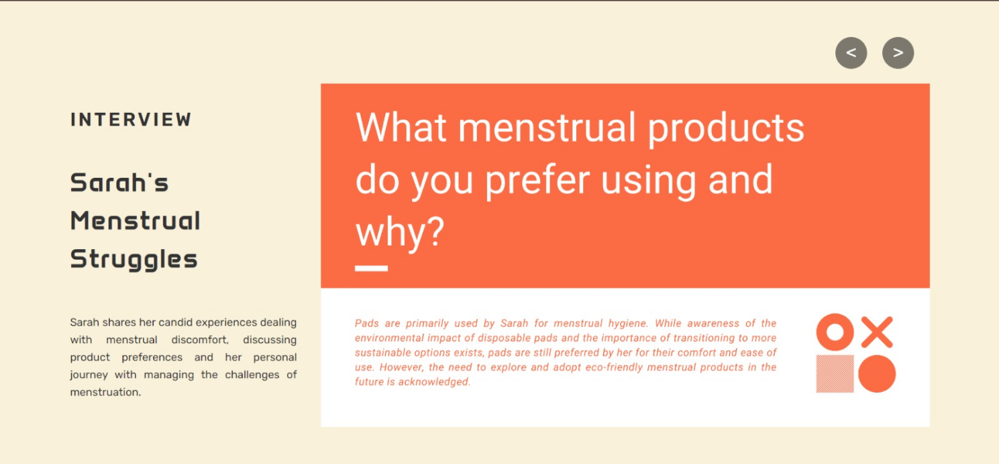 < >
INTERVIEW
Sarah's
Menstrual
Struggles
Sarah shares her candid experiences dealing
with menstrual discomfort, discussing
product preferences and her personal
journey with managing the challenges of
menstruation.
What menstrual products
do you prefer using and
why?
Pads are primarily used by Sarah for menstrual hygiene. While awareness of the
environmental impact of disposable pads and the importance of transitioning to more
sustainable options exists, pads are still preferred by her for their comfort and ease of
use. However, the need to explore and adopt eco-friendly menstrual products in the
future is acknowledged.